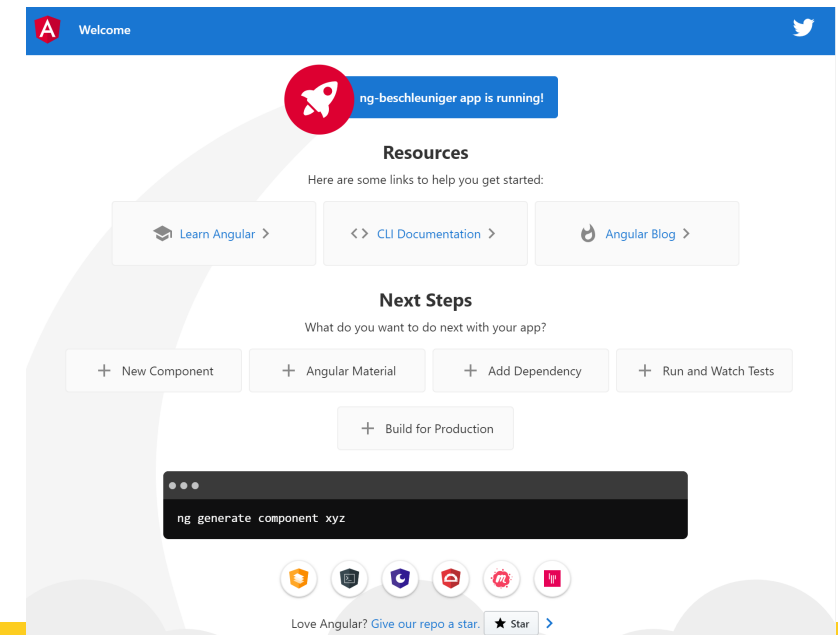 Welcome
ng-beschleuniger app is running!
Resources
Here are some links to help you get started:
Learn Angular
CLI Documentation
Angular Blog
Next Steps
What do you want to do next with your app?
New Component
Angular Material
Add Dependency
Run and Watch Tests
Build for Production
ng generate component xyz
Love Angular? Give our repo a star. Star